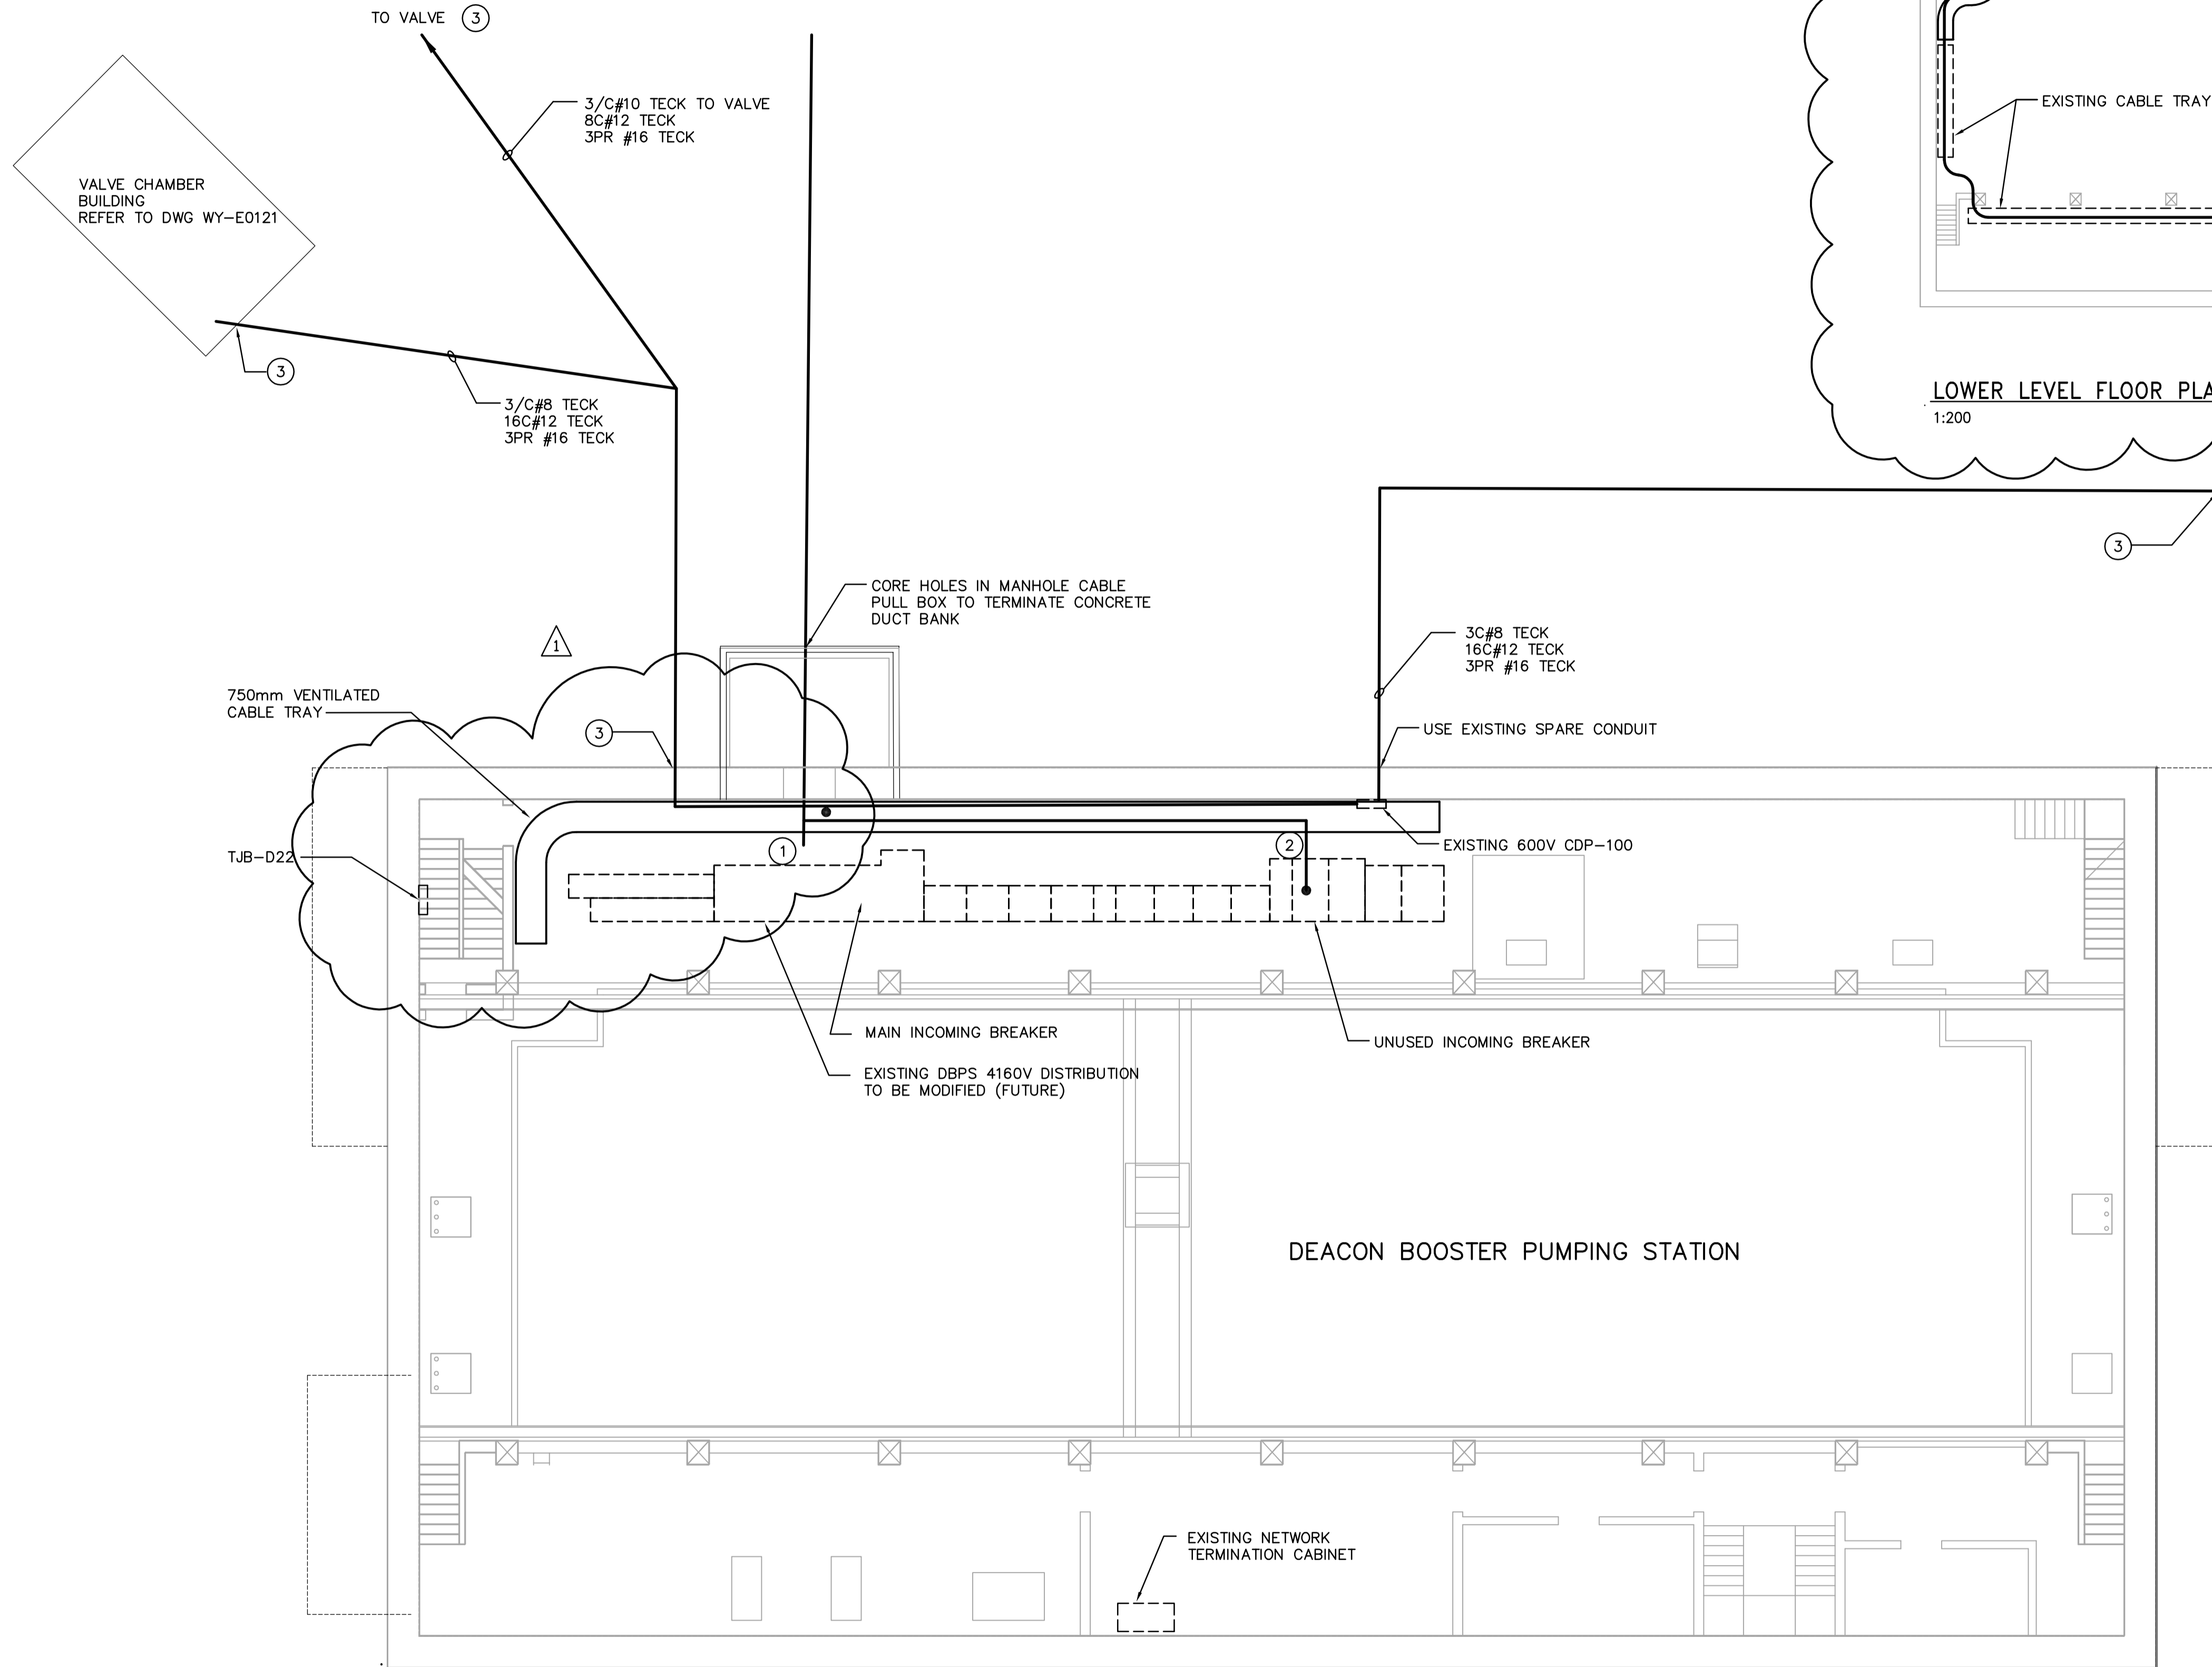 TO VALVE 3
3/C#10 TECK TO VALVE
8C#12 TECK
3PR #16 TECK
EXISTING CABLE TRAY
VALVE CHAMBER
BUILDING
REFER TO DWG WY-E0121
3
3/C#8 TECK
16C#12 TECK
3PR #16 TECK
LOWER LEVEL FLOOR PLA
1:200
3
CORE HOLES IN MANHOLE CABLE
PULL BOX TO TERMINATE CONCRETE
DUCT BANK
1
3C#8 TECK
16C#12 TECK
3PR #16 TECK
750mm VENTILATED
CABLE TRAY
3
USE EXISTING SPARE CONDUIT
TJB-D22
1
2
EXISTING 600V CDP-100
MAIN INCOMING BREAKER
UNUSED INCOMING BREAKER
EXISTING DBPS 4160V DISTRIBUTION
TO BE MODIFIED (FUTURE)
DEACON BOOSTER PUMPING STATION
EXISTING NETWORK
TERMINATION CABINET